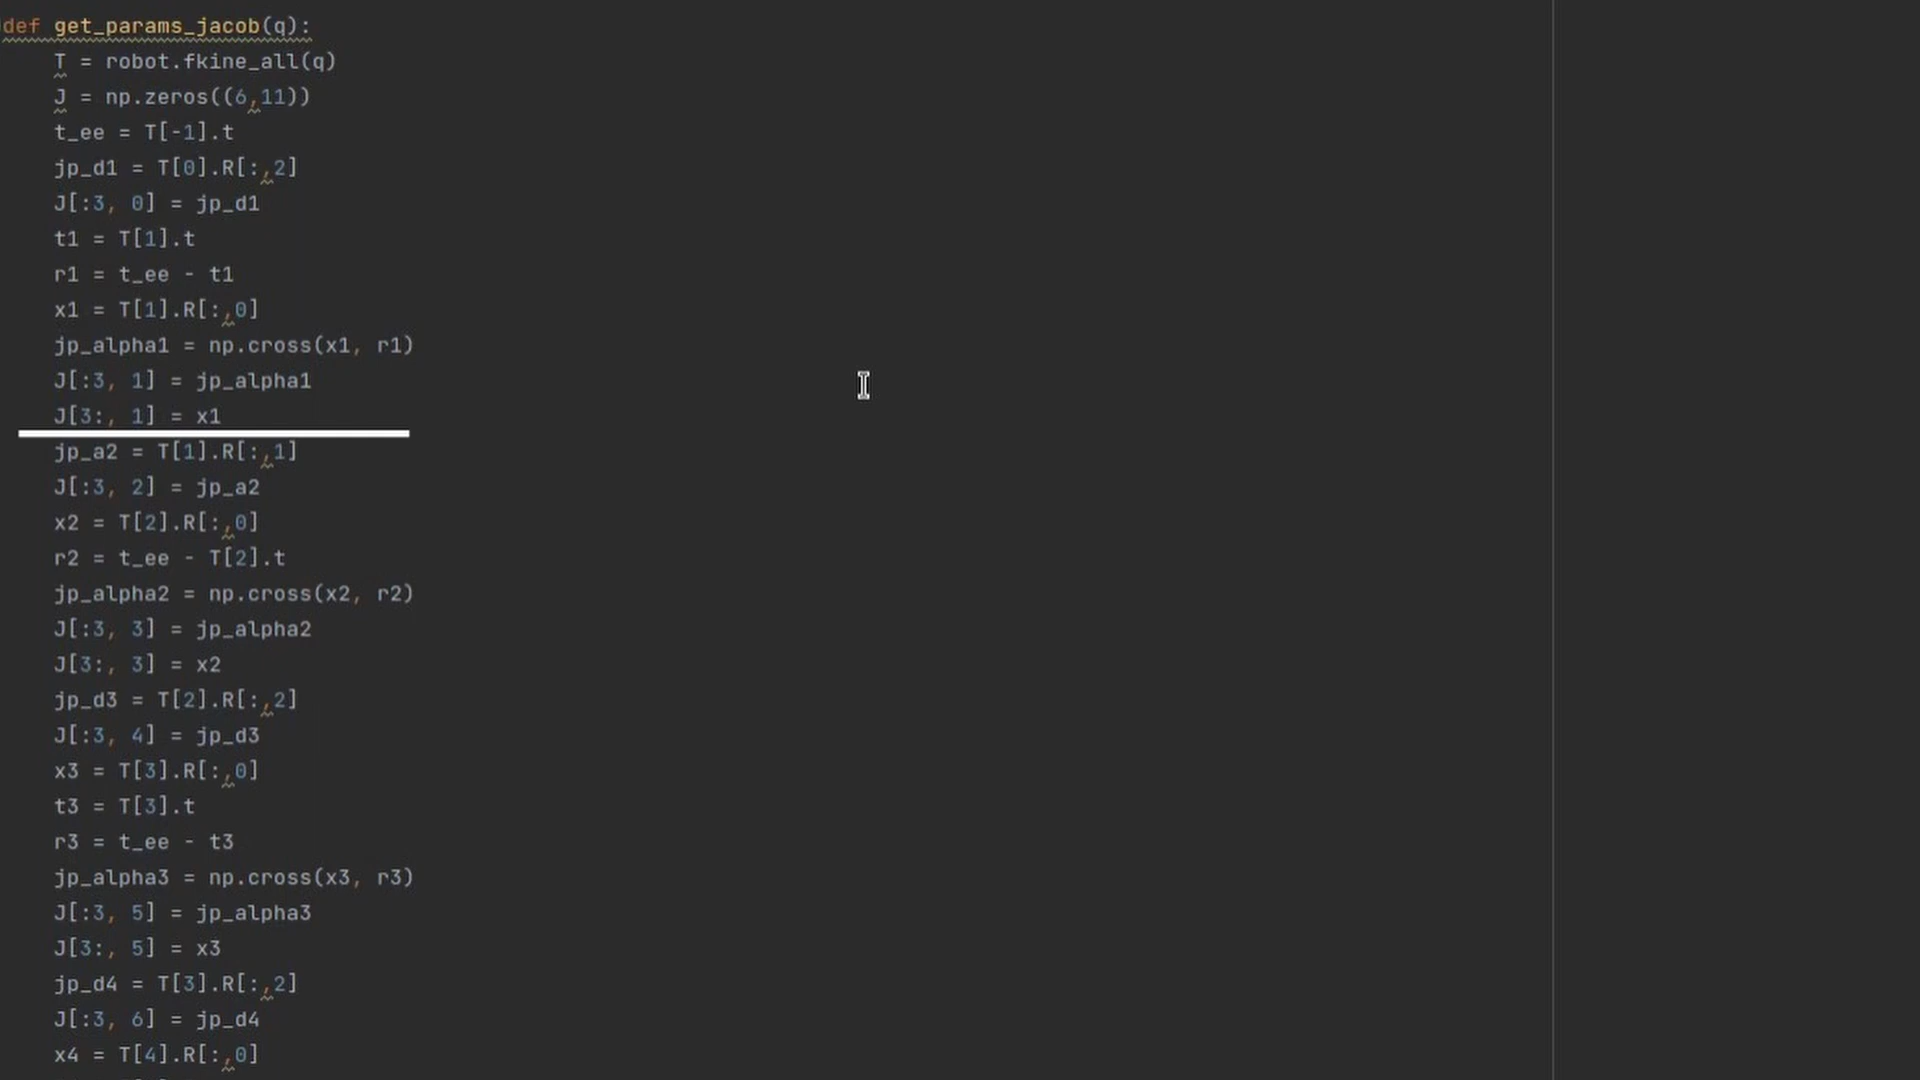 def get_params_jacob(q):
    T = robot.fkine_all(q)
    J = np.zeros((6,11))
    t_ee = T[-1].t
    jp_d1 = T[0].R[:,2]
    J[:3, 0] = jp_d1
    t1 = T[1].t
    r1 = t_ee - t1
    x1 = T[1].R[:,0]
    jp_alpha1 = np.cross(x1, r1)
    J[:3, 1] = jp_alpha1
    J[3:, 1] = x1
    jp_a2 = T[1].R[:,1]
    J[:3, 2] = jp_a2
    x2 = T[2].R[:,0]
    r2 = t_ee - T[2].t
    jp_alpha2 = np.cross(x2, r2)
    J[:3, 3] = jp_alpha2
    J[3:, 3] = x2
    jp_d3 = T[2].R[:,2]
    J[:3, 4] = jp_d3
    x3 = T[3].R[:,0]
    t3 = T[3].t
    r3 = t_ee - t3
    jp_alpha3 = np.cross(x3, r3)
    J[:3, 5] = jp_alpha3
    J[3:, 5] = x3
    jp_d4 = T[3].R[:,2]
    J[:3, 6] = jp_d4
    x4 = T[4].R[:,0]